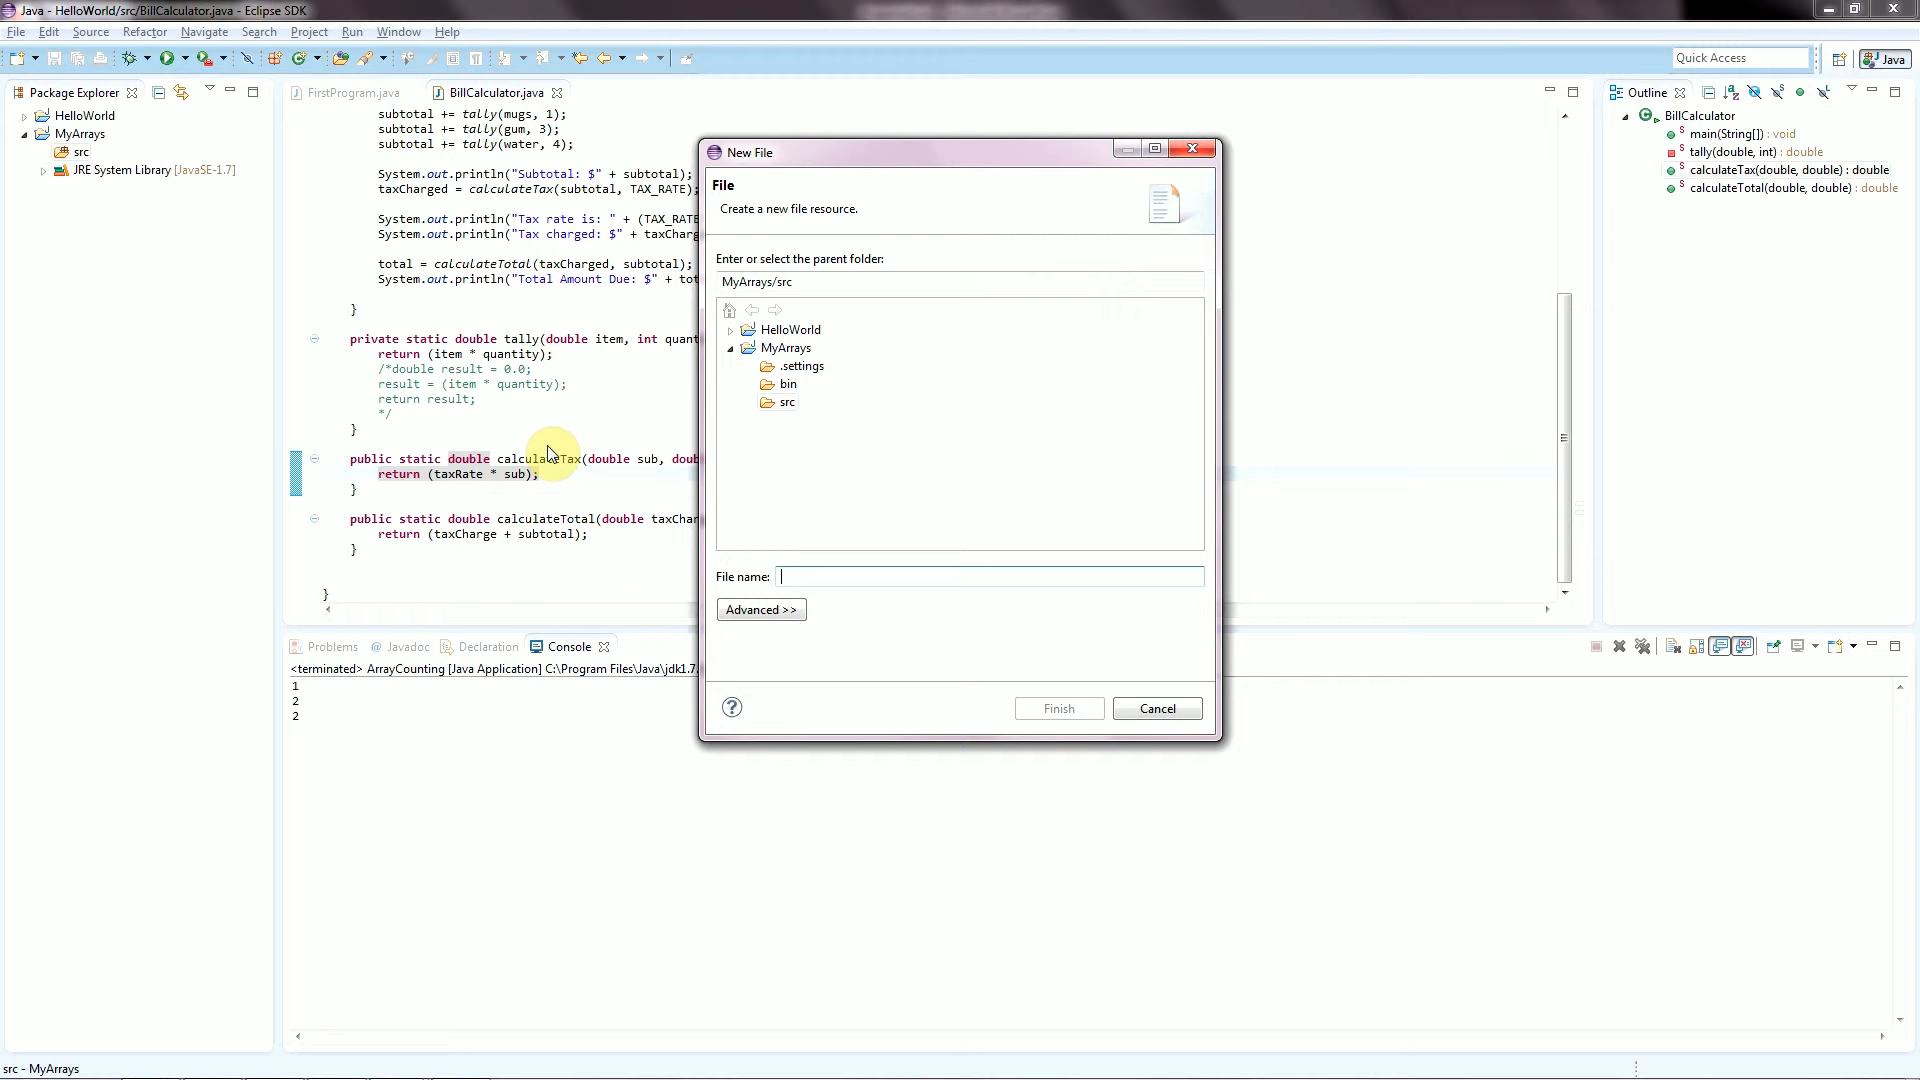 Java - HelloWorld/src/BillCalculator.java - Eclipse SDK
File Edit Source Refactor Navigate Search Project Run Window Help
Quick Access
Java
Package Explorer
HelloWorld
MyArrays
src
JRE System Library [JavaSE-1.7]
FirstProgram.java
BillCalculator.java
subtotal += tally(mugs, 1);
subtotal += tally(gum, 3);
subtotal += tally(water, 4);
System.out.println("Subtotal: $" + subtotal);
taxCharged = calculateTax(subtotal, TAX_RATE);
System.out.println("Tax rate is: " + (TAX_RATE
System.out.println("Tax charged: $" + taxCharg
total = calculateTotal(taxCharged, subtotal);
System.out.println("Total Amount Due: $" + tot
}
private static double tally(double item, int quant
return (item * quantity);
/*double result = 0.0;
result = (item * quantity);
return result;
*/
}
public static double calculateTax(double sub, doub
return (taxRate * sub);
}
public static double calculateTotal(double taxChar
return (taxCharge + subtotal);
}
}
New File
File
Create a new file resource.
Enter or select the parent folder:
MyArrays/src
HelloWorld
MyArrays
.settings
bin
src
File name:
Advanced >>
?
Finish
Cancel
Outline
BillCalculator
main(String[]) : void
tally(double, int) : double
calculateTax(double, double) : double
calculateTotal(double, double) : double
Problems @ Javadoc Declaration Console
<terminated> ArrayCounting [Java Application] C:\Program Files\Java\jdk1.7.
1
2
2
src - MyArrays